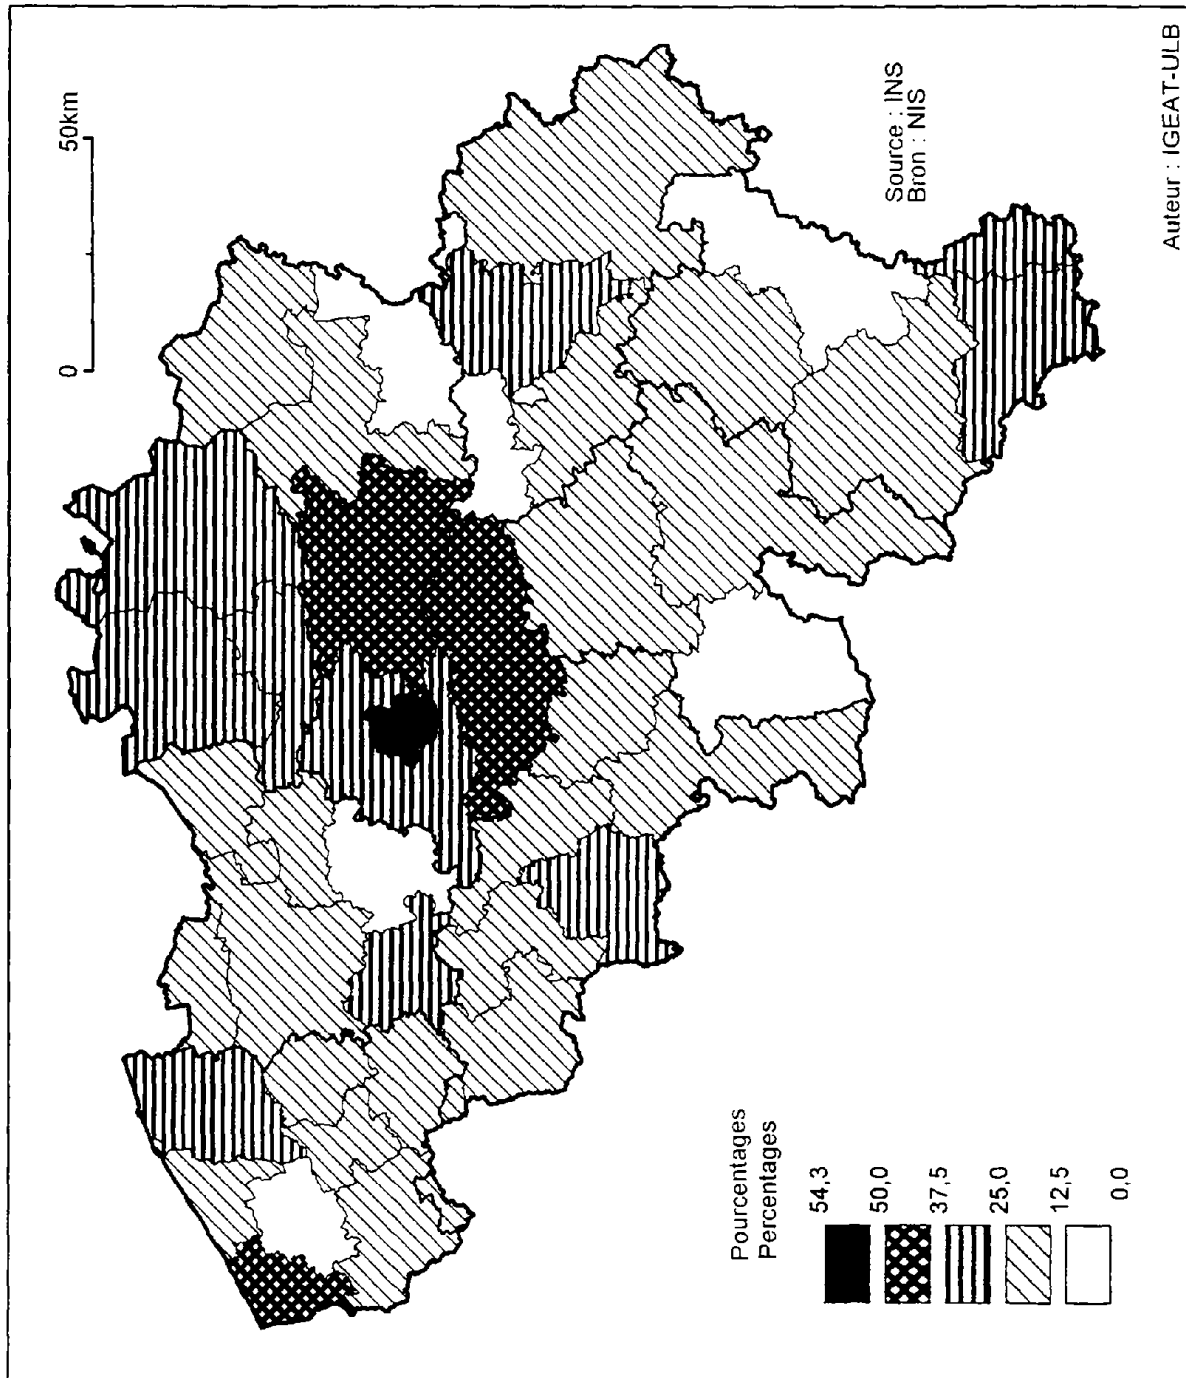 0 50km
Source : INS
Bron : NIS
Pourcentages
Percentages
54,3
50,0
37,5
25,0
12,5
0,0
Auteur : IGEAT-ULB